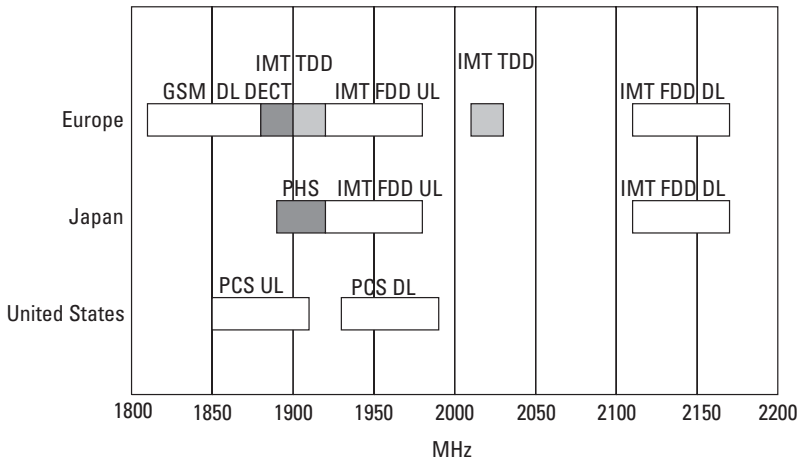 IMT TDD
IMT TDD
GSM DL DECT
IMT FDD UL
IMT FDD DL
Europe
PHS
IMT FDD UL
IMT FDD DL
Japan
PCS UL
PCS DL
United States
1800 1850 1900 1950 2000 2050 2100 2150 2200
MHz